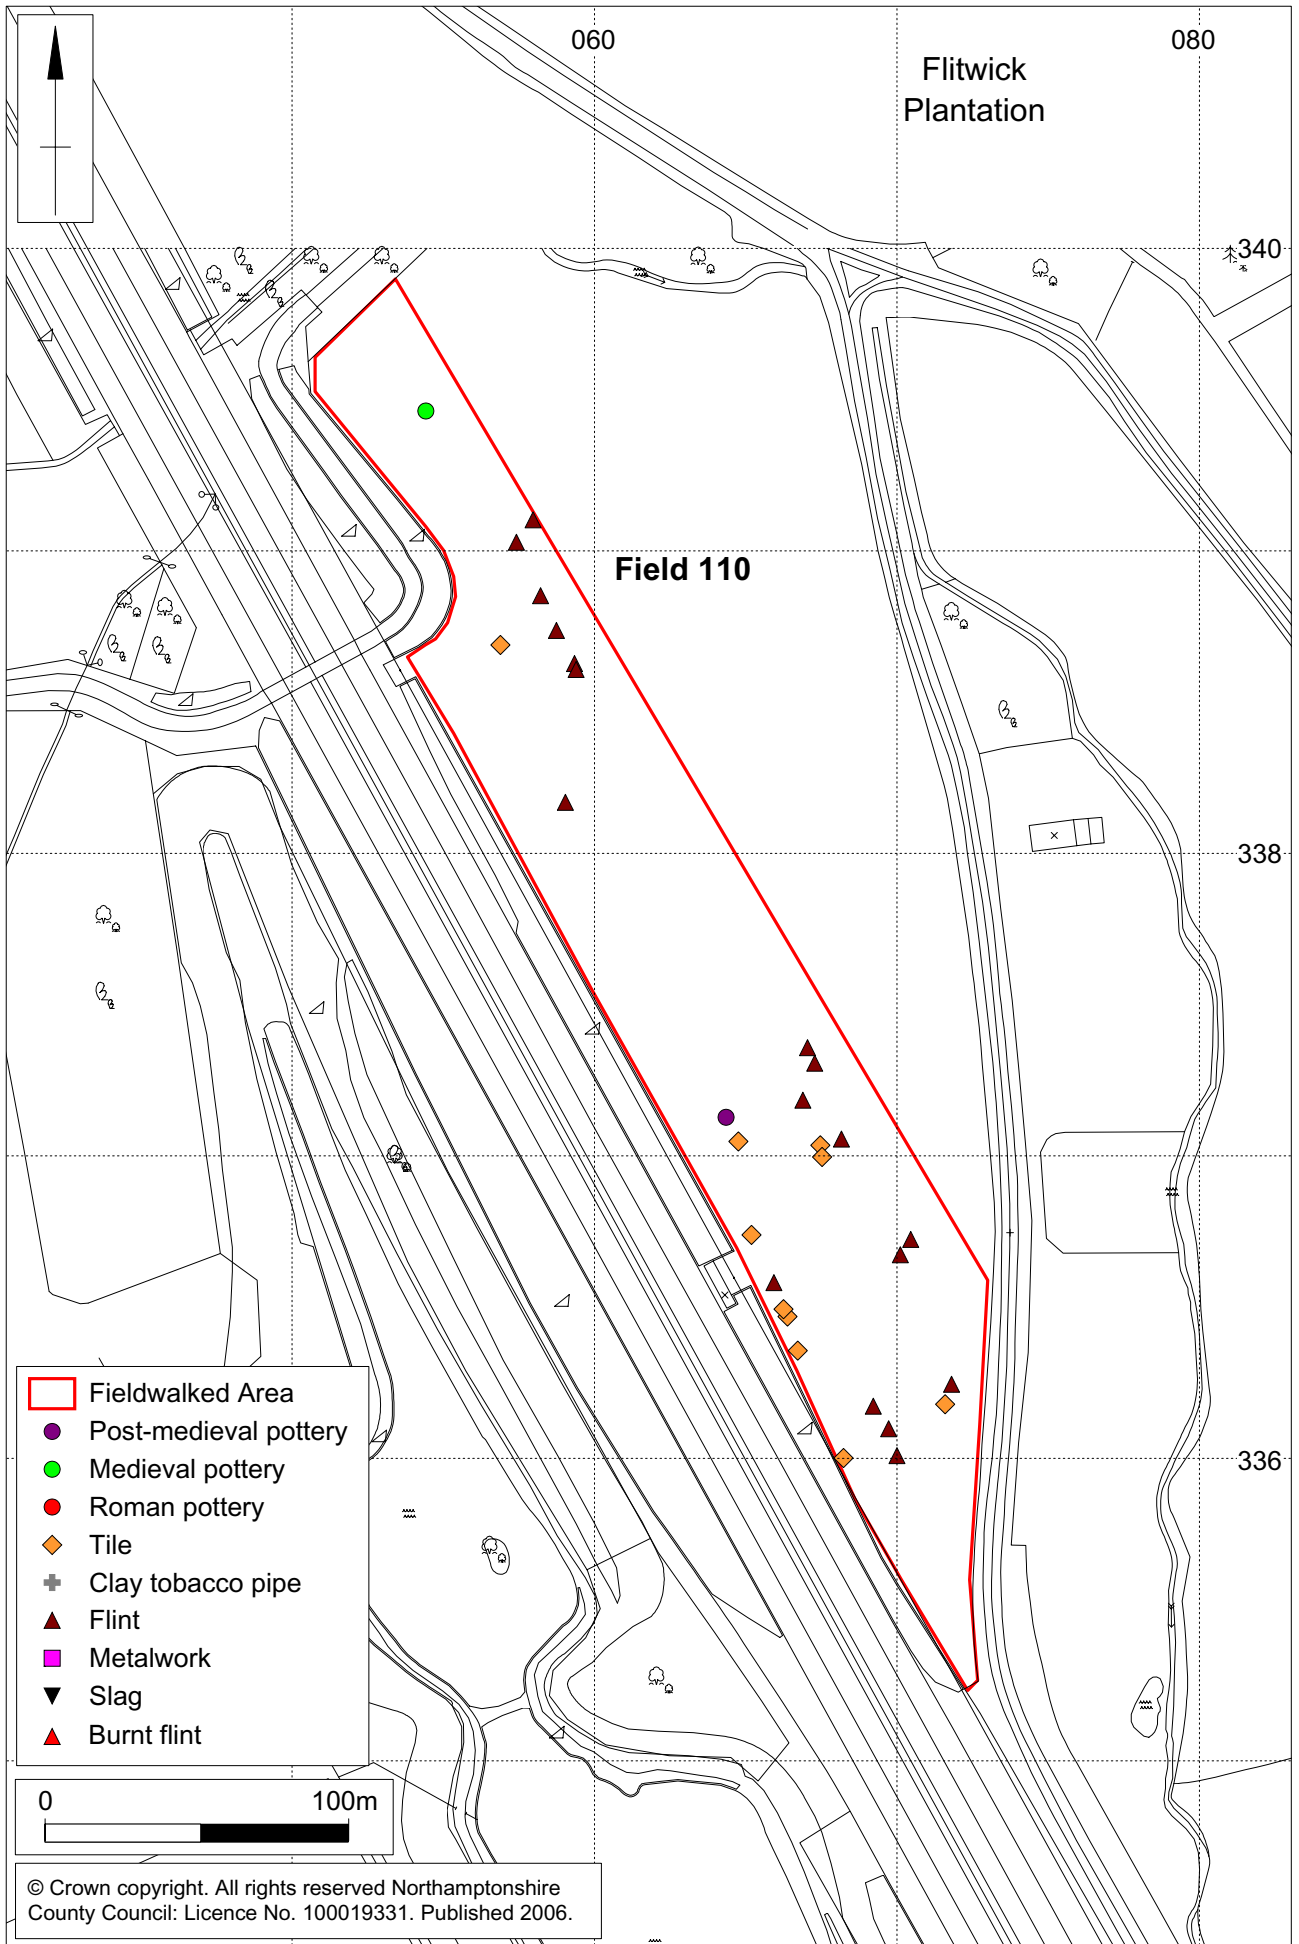 060
080
Flitwick
Plantation
340
Field 110
338
336
Fieldwalked Area
Post-medieval pottery
Medieval pottery
Roman pottery
Tile
Clay tobacco pipe
Flint
Metalwork
Slag
Burnt flint
0 100m
© Crown copyright. All rights reserved Northamptonshire
County Council: Licence No. 100019331. Published 2006.